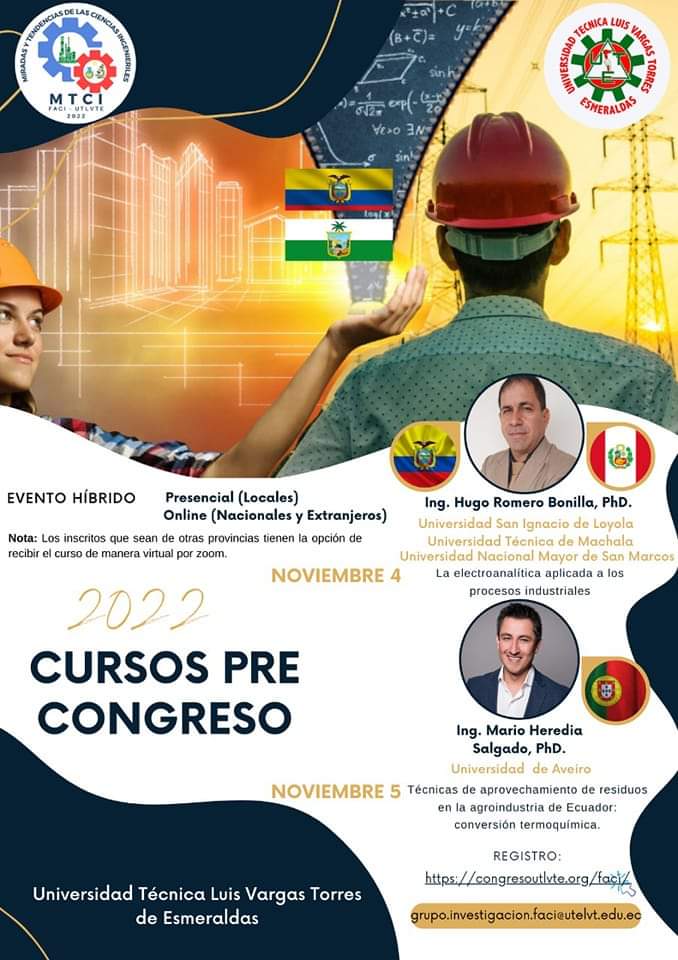 MIRADAS Y TENDENCIAS DE LAS CIENCIAS INGENIERILES
MTCI
FACI - UTLVTE
2022
UNIVERSIDAD TÉCNICA LUIS VARGAS TORRES
ESMERALDAS
EVENTO HÍBRIDO
Presencial (Locales)
Online (Nacionales y Extranjeros)
Nota: Los inscritos que sean de otras provincias tienen la opción de
recibir el curso de manera virtual por zoom.
2022
CURSOS PRE
CONGRESO
NOVIEMBRE 4
Ing. Hugo Romero Bonilla, PhD.
Universidad San Ignacio de Loyola
Universidad Técnica de Machala
Universidad Nacional Mayor de San Marcos
La electroanalítica aplicada a los
procesos industriales
Ing. Mario Heredia
Salgado, PhD.
Universidad de Aveiro
NOVIEMBRE 5
Técnicas de aprovechamiento de residuos
en la agroindustria de Ecuador:
conversión termoquímica.
REGISTRO:
https://congresoutlvte.org/faci/
grupo.investigacion.faci@utelvt.edu.ec
Universidad Técnica Luis Vargas Torres
de Esmeraldas